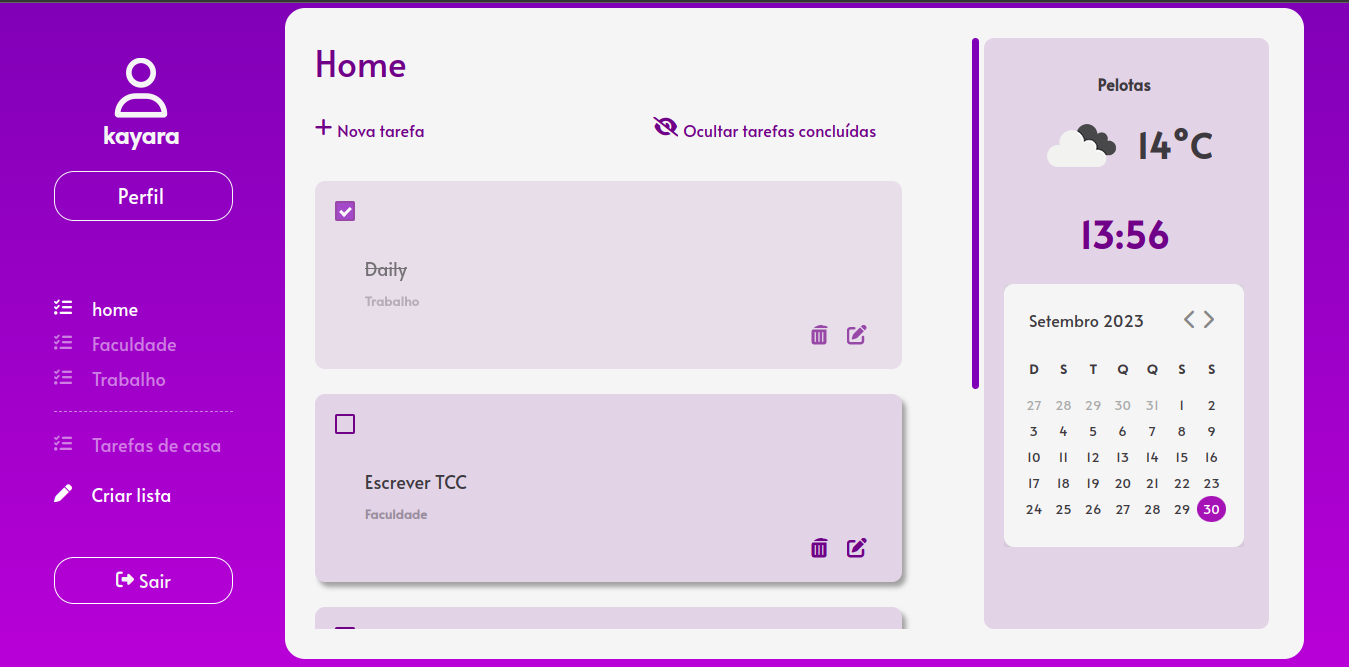 kayara
Perfil
home
Faculdade
Trabalho
Tarefas de casa
Criar lista
Sair
Home
Nova tarefa
Ocultar tarefas concluídas
Daily
Trabalho
Escrever TCC
Faculdade
Pelotas
14°C
13:56
Setembro 2023
D S T Q Q S S
27 28 29 30 31 1 2
3 4 5 6 7 8 9
10 11 12 13 14 15 16
17 18 19 20 21 22 23
24 25 26 27 28 29 30